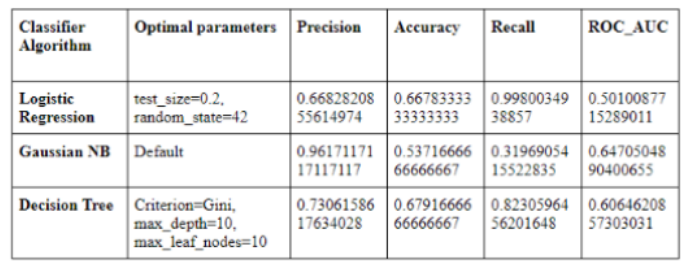 Classifier Algorithm Optimal parameters Precision Accuracy Recall ROC_AUC
Logistic Regression test_size=0.2, random_state=42 0.66828208 55614974 0.66783333 33333333 0.99800349 38857 0.50100877 15289011
Gaussian NB Default 0.96171171 17117117 0.53716666 66666667 0.31969054 15522835 0.64705048 90400655
Decision Tree Criterion=Gini, max_depth=10, max_leaf_nodes=10 0.73061586 17634028 0.67916666 66666667 0.82305964 56201648 0.60646208 57303031